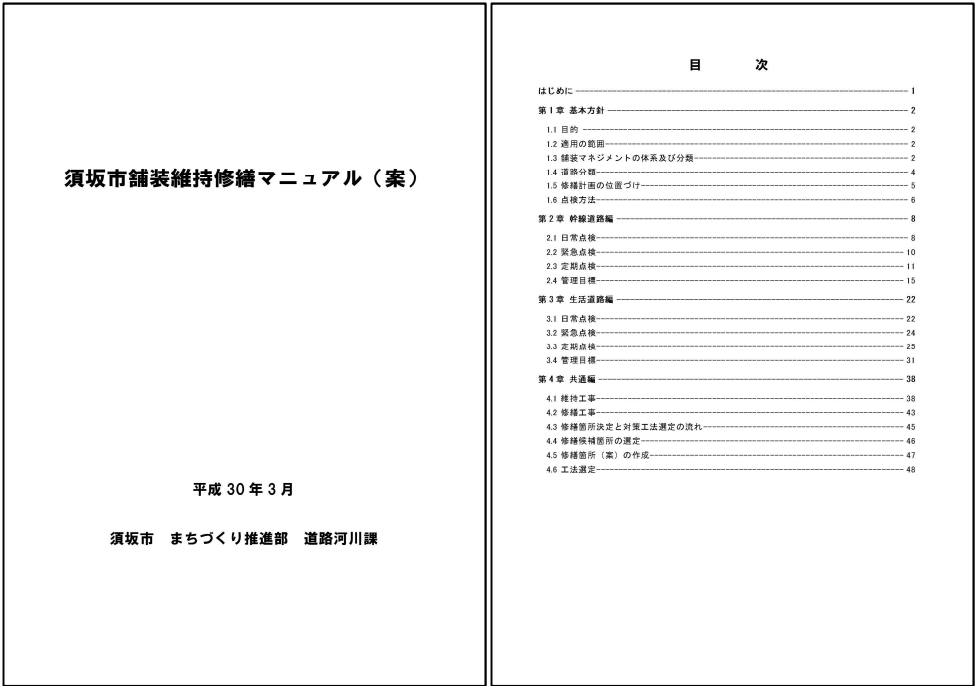 須坂市舗装維持修繕マニュアル（案）
平成 30 年 3 月
須坂市　まちづくり推進部　道路河川課
目　次
はじめに ---------- 1
第1章 基本方針 ---------- 2
1.1 目的 ---------- 2
1.2 適用の範囲 ---------- 2
1.3 舗装マネジメントの体系及び分類 ---------- 2
1.4 道路分類 ---------- 4
1.5 修繕計画の位置づけ ---------- 5
1.6 点検方法 ---------- 6
第2章 幹線道路編 ---------- 8
2.1 日常点検 ---------- 8
2.2 緊急点検 ---------- 10
2.3 定期点検 ---------- 11
2.4 管理目標 ---------- 15
第3章 生活道路編 ---------- 22
3.1 日常点検 ---------- 22
3.2 緊急点検 ---------- 24
3.3 定期点検 ---------- 25
3.4 管理目標 ---------- 31
第4章 共通編 ---------- 38
4.1 維持工事 ---------- 38
4.2 修繕工事 ---------- 43
4.3 修繕箇所決定と対策工法選定の流れ ---------- 45
4.4 修繕候補箇所の選定 ---------- 46
4.5 修繕箇所（案）の作成 ---------- 47
4.6 工法選定 ---------- 48